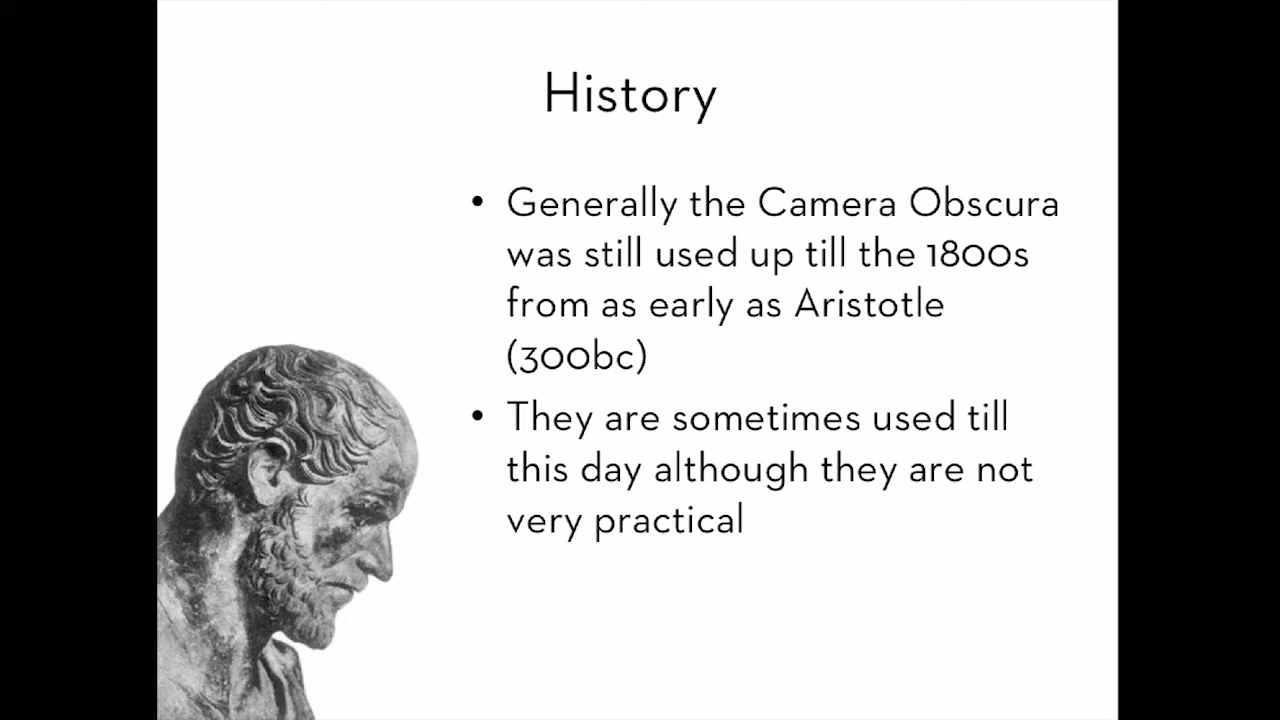 History
• Generally the Camera Obscura
was still used up till the 1800s
from as early as Aristotle
(300bc)
• They are sometimes used till
this day although they are not
very practical